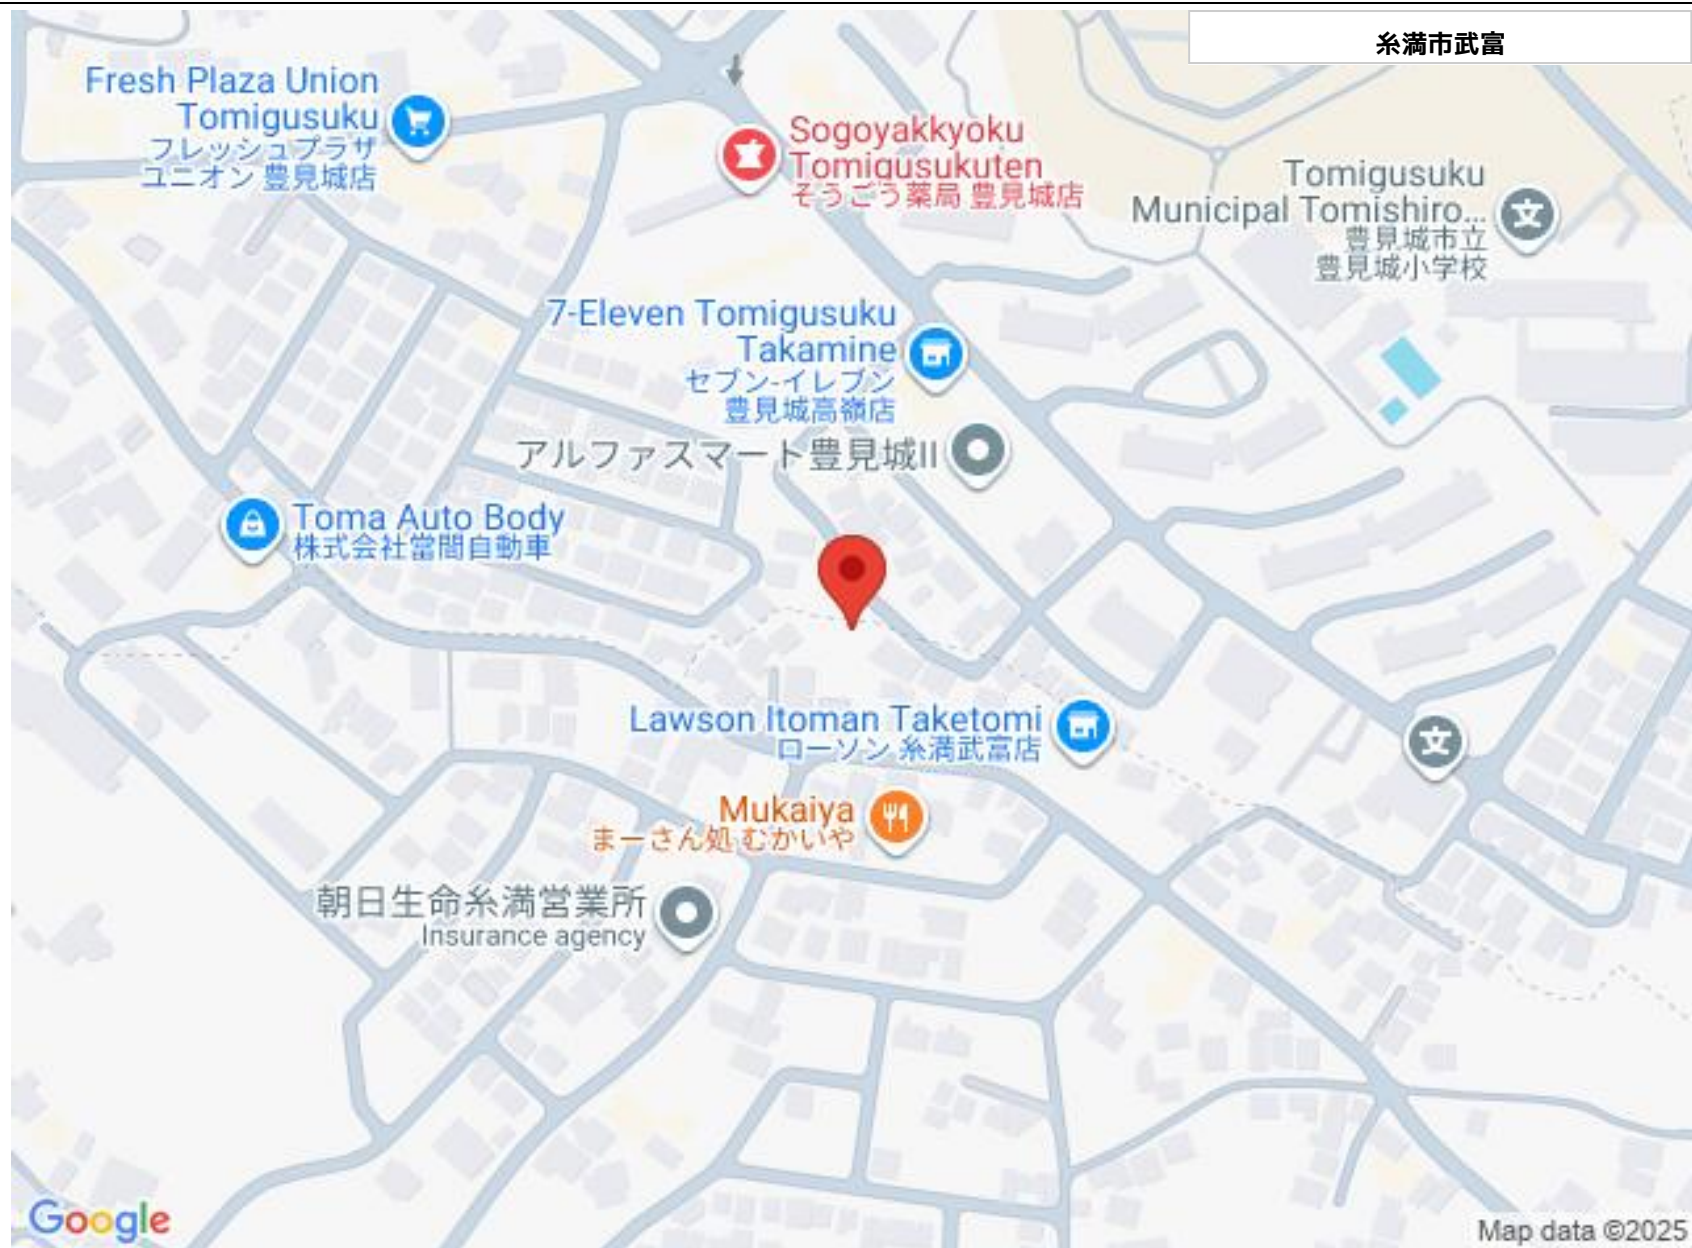 糸満市武富
Fresh Plaza Union
Tomigusuku
フレッシュプラザ
ユニオン 豊見城店
Sogoyakkyoku
Tomigusukuten
そうごう薬局 豊見城店
Tomigusuku
Municipal Tomishiro...
豊見城市立
豊見城小学校
文
7-Eleven Tomigusuku
Takamine
セブン-イレブン
豊見城高嶺店
アルファスマート豊見城II
Toma Auto Body
株式会社當間自動車
Lawson Itoman Taketomi
ローソン 糸満武富店
文
Mukaiya
まーさん処 むかいや
朝日生命糸満営業所
Insurance agency
Google
Map data ©2025